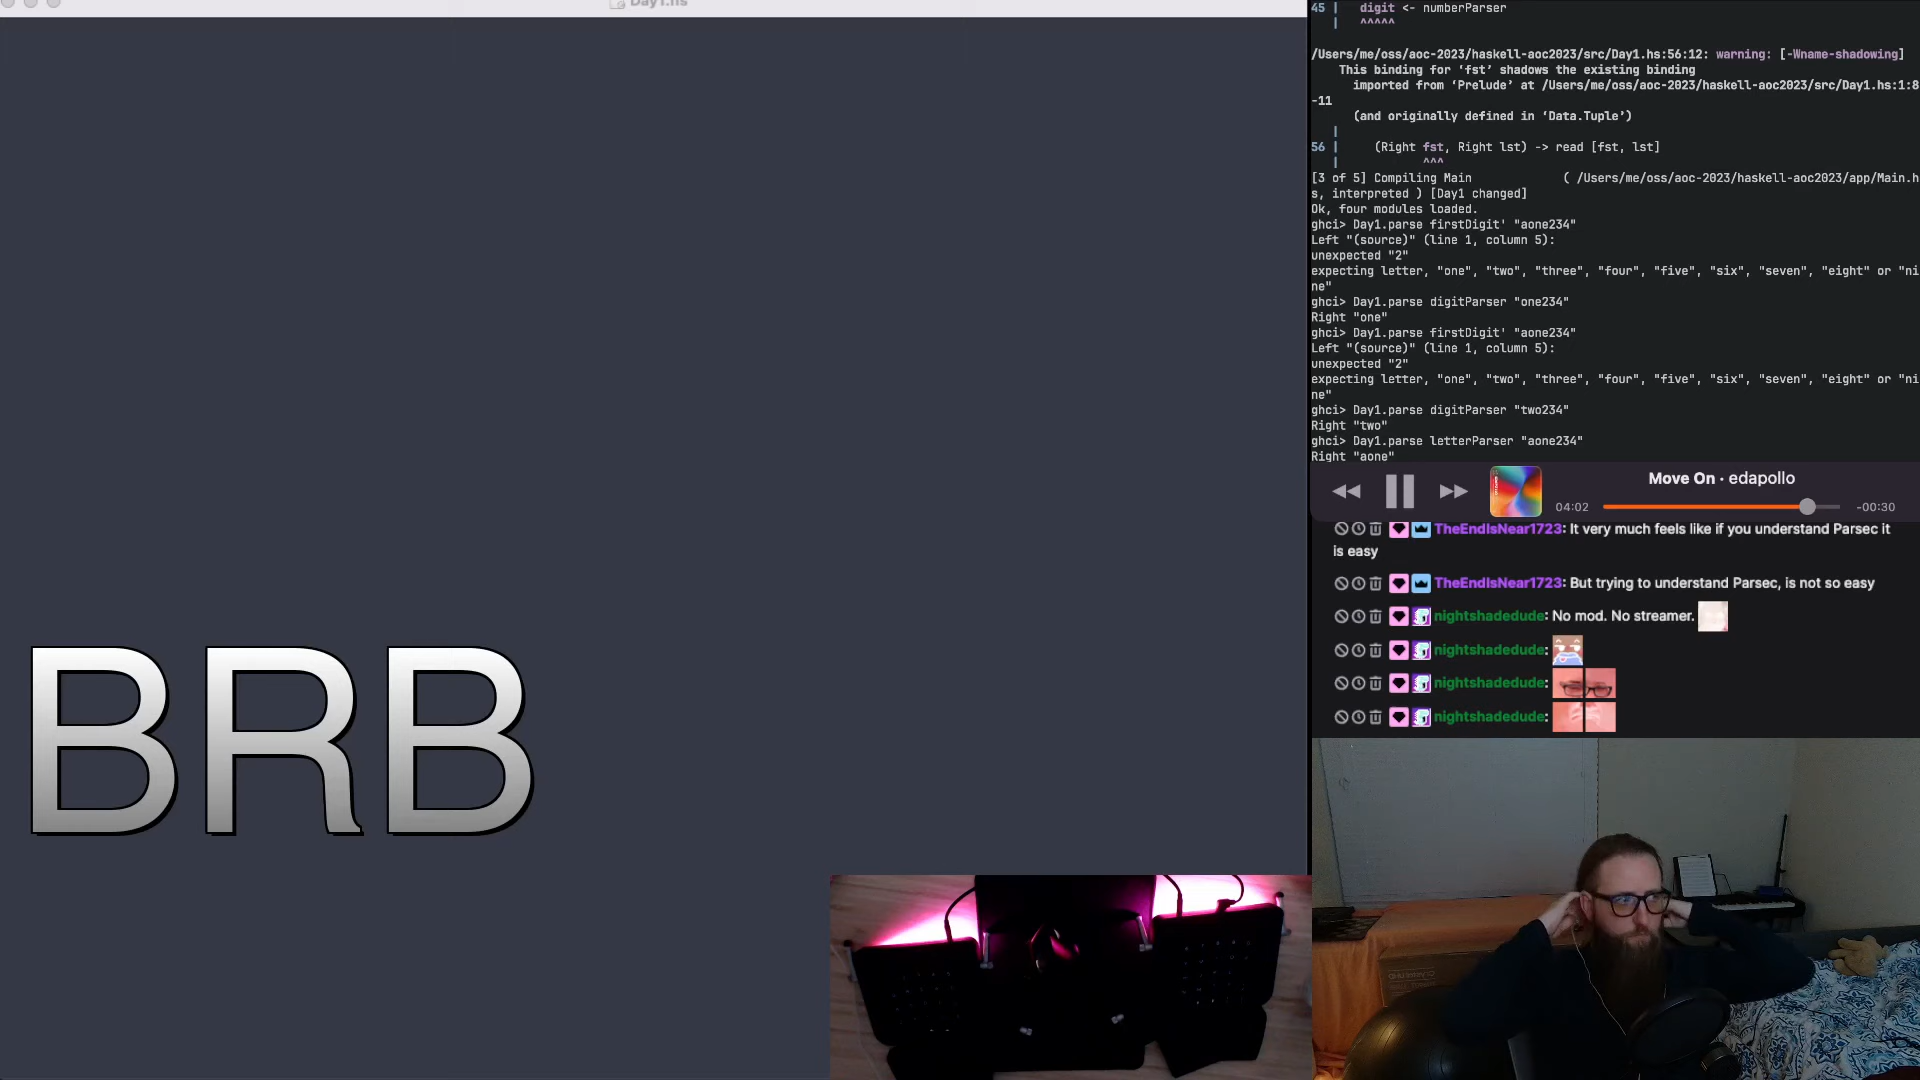 Day1.hs
BRB
45 |   digit <- numberParser
   |   ^^^^^
/Users/me/oss/aoc-2023/haskell-aoc2023/src/Day1.hs:56:12: warning: [-Wname-shadowing]
    This binding for ‘fst’ shadows the existing binding
      imported from ‘Prelude’ at /Users/me/oss/aoc-2023/haskell-aoc2023/src/Day1.hs:1:8
-11
      (and originally defined in ‘Data.Tuple’)
   |
56 |     (Right fst, Right lst) -> read [fst, lst]
   |            ^^^
[3 of 5] Compiling Main             ( /Users/me/oss/aoc-2023/haskell-aoc2023/app/Main.h
s, interpreted ) [Day1 changed]
Ok, four modules loaded.
ghci> Day1.parse firstDigit' "aone234"
Left "(source)" (line 1, column 5):
unexpected "2"
expecting letter, "one", "two", "three", "four", "five", "six", "seven", "eight" or "ni
ne"
ghci> Day1.parse digitParser "one234"
Right "one"
ghci> Day1.parse firstDigit' "aone234"
Left "(source)" (line 1, column 5):
unexpected "2"
expecting letter, "one", "two", "three", "four", "five", "six", "seven", "eight" or "ni
ne"
ghci> Day1.parse digitParser "two234"
Right "two"
ghci> Day1.parse letterParser "aone234"
Right "aone"
Move On · edapollo
04:02
-00:30
TheEndIsNear1723: It very much feels like if you understand Parsec it
is easy
TheEndIsNear1723: But trying to understand Parsec, is not so easy
nightshadedude: No mod. No streamer.
nightshadedude:
nightshadedude:
nightshadedude: